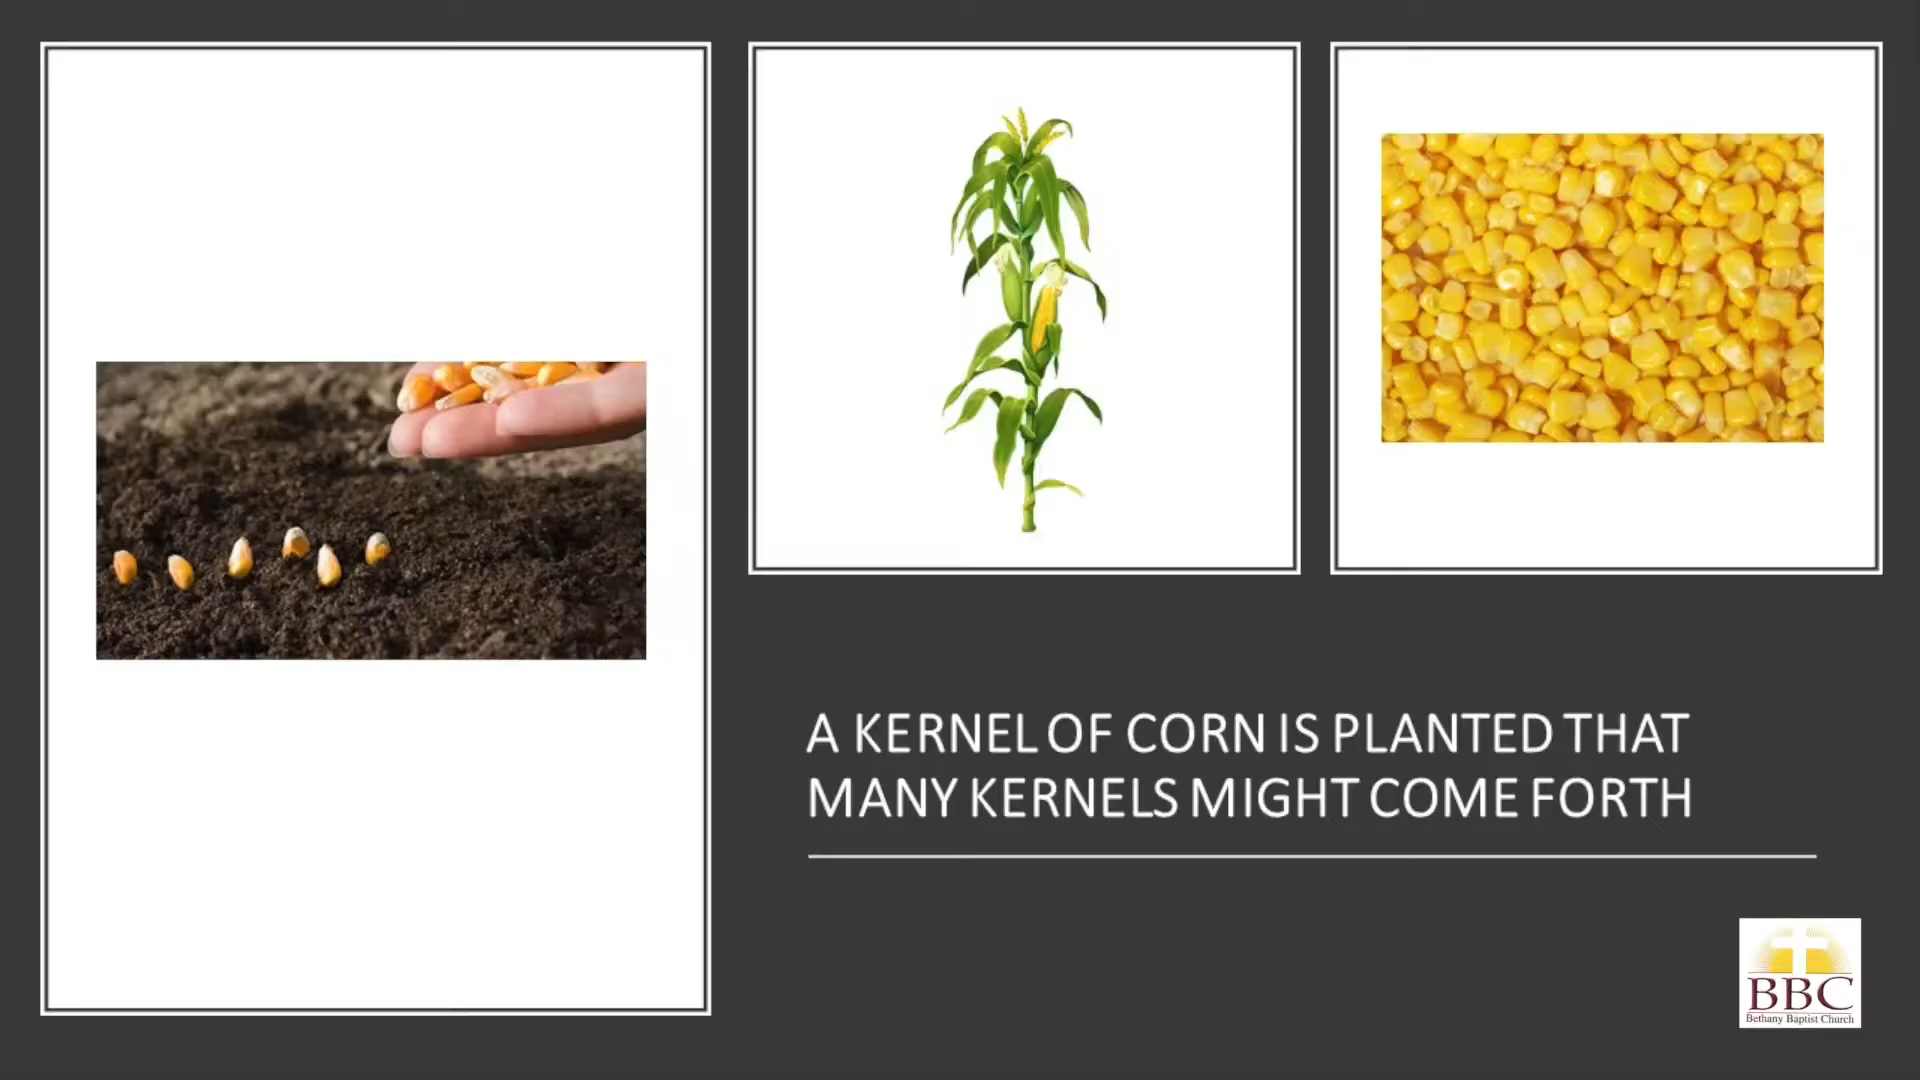 A KERNEL OF CORN IS PLANTED THAT
MANY KERNELS MIGHT COME FORTH
BBC
Bethany Baptist Church